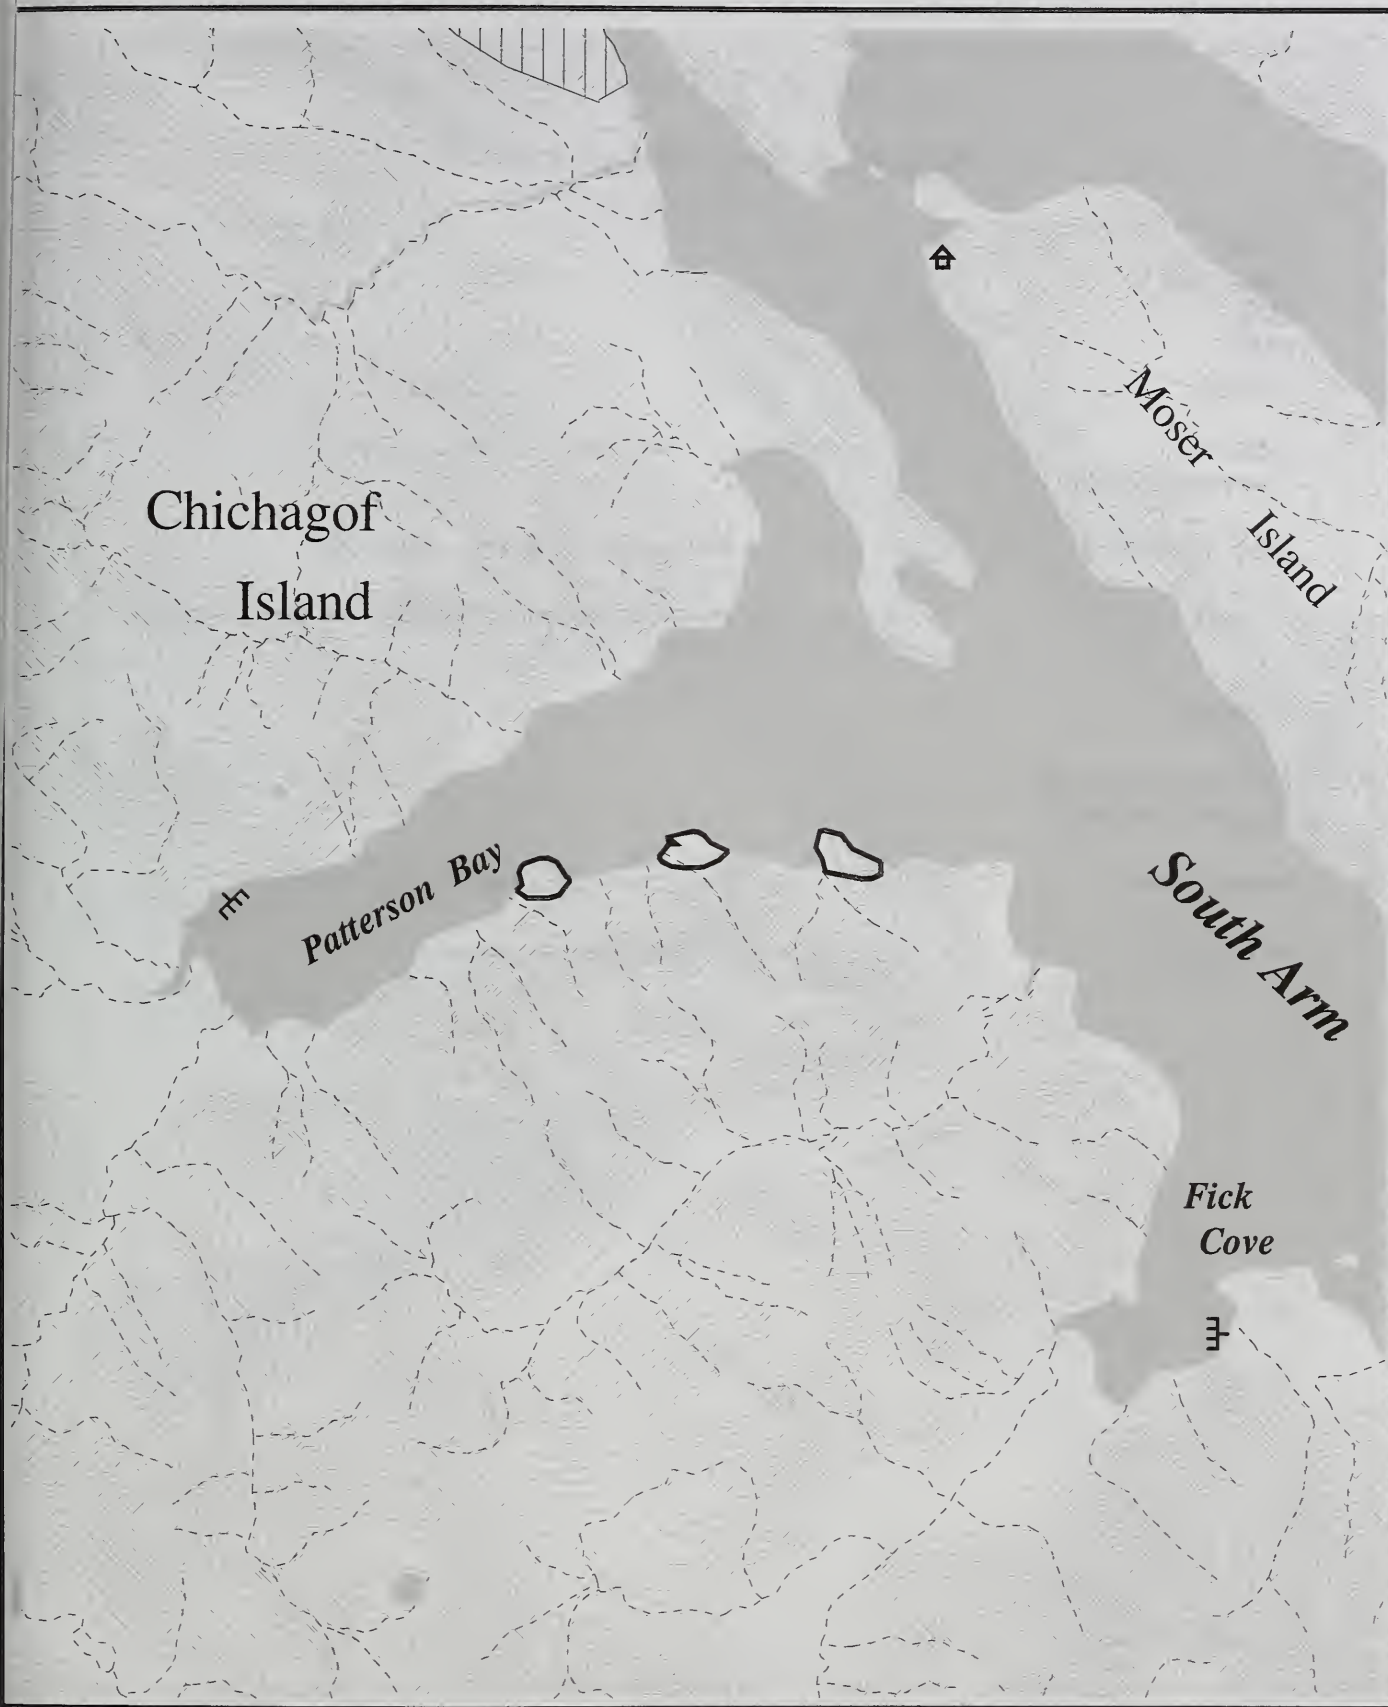 Moser
Island
Chichagof
Island
Patterson Bay
South Arm
Fick
Cove